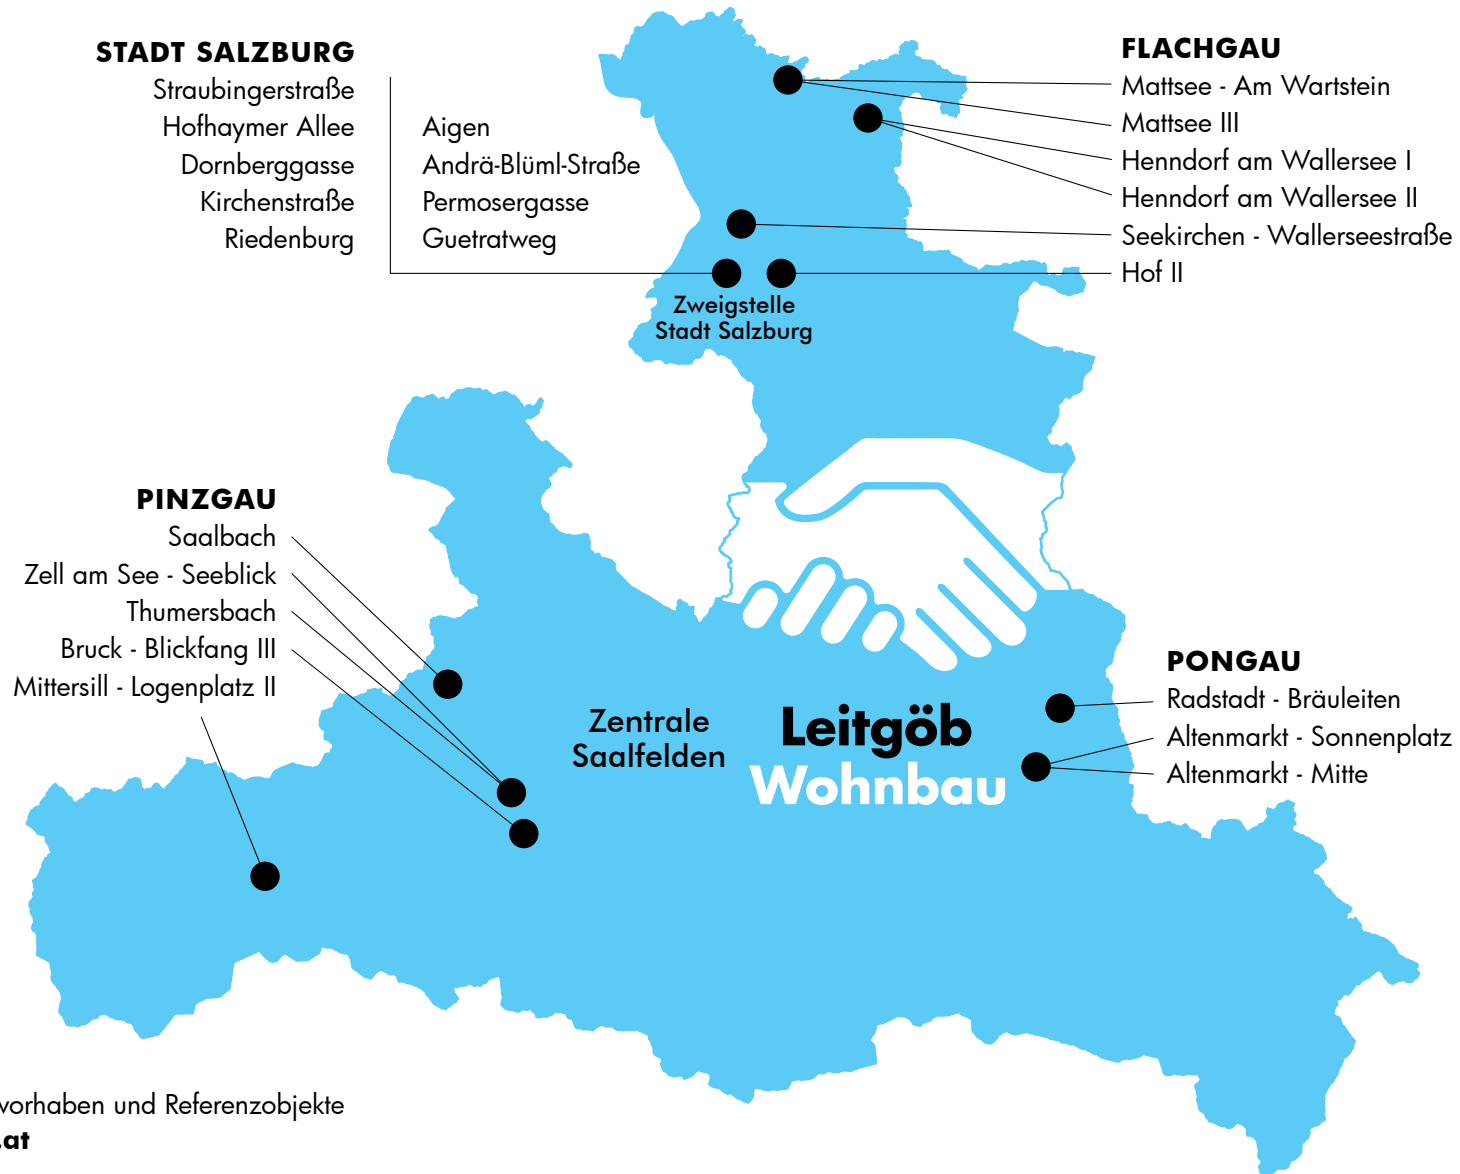 STADT SALZBURG
Straubingerstraße
Hofhaymer Allee
Dornberggasse
Kirchenstraße
Riedenburg
Aigen
Andrä-Blüml-Straße
Permosergasse
Guetratweg
FLACHGAU
Mattsee - Am Wartstein
Mattsee III
Henndorf am Wallersee I
Henndorf am Wallersee II
Seekirchen - Wallerseestraße
Hof II
Zweigstelle
Stadt Salzburg
PINZGAU
Saalbach
Zell am See - Seeblick
Thumersbach
Bruck - Blickfang III
Mittersill - Logenplatz II
Zentrale
Saalfelden
Leitgöb
Wohnbau
PONGAU
Radstadt - Bräuleiten
Altenmarkt - Sonnenplatz
Altenmarkt - Mitte
vorhaben und Referenzobjekte
.at